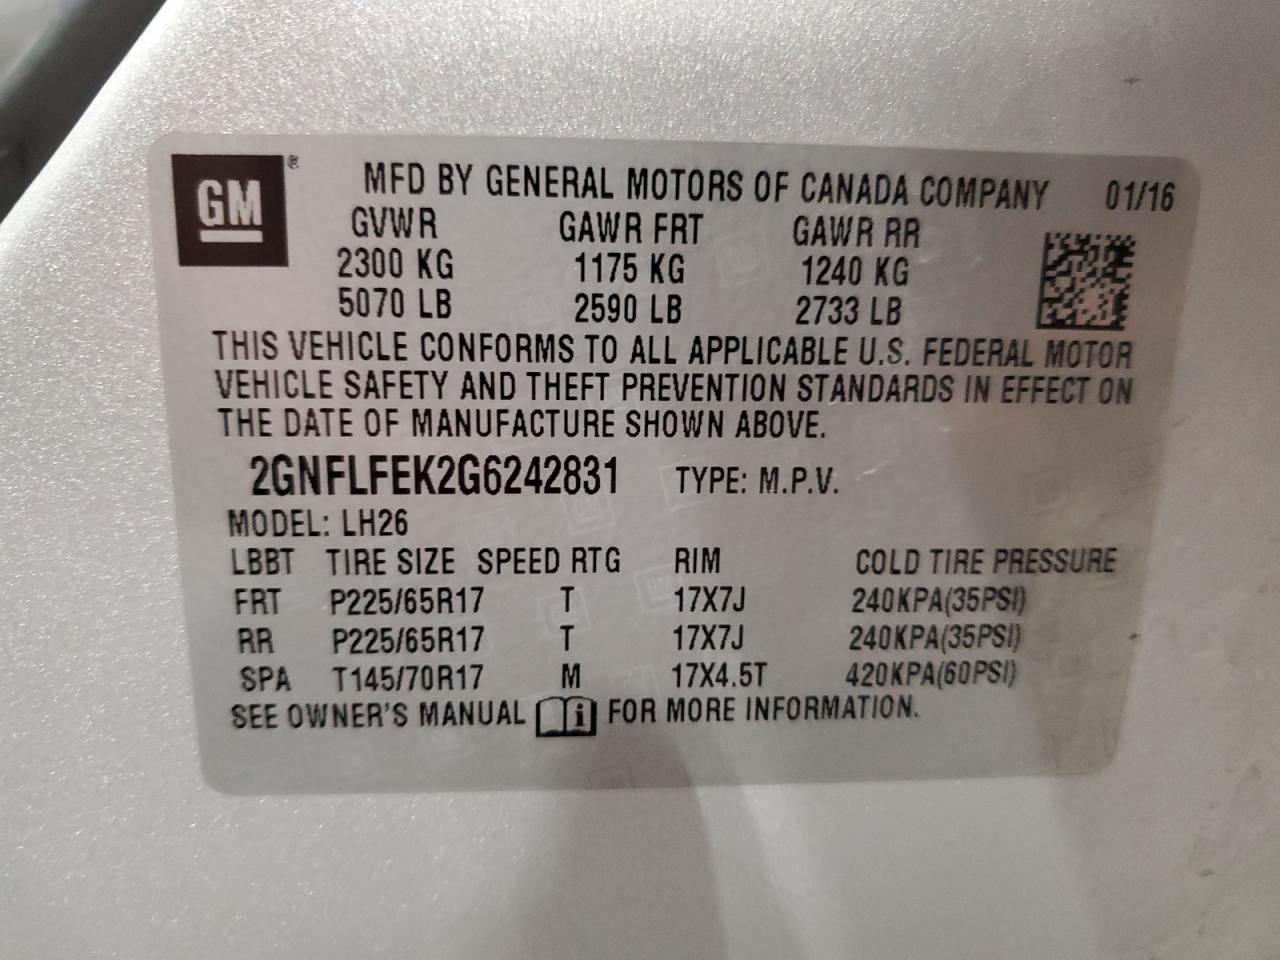 GM® MFD BY GENERAL MOTORS OF CANADA COMPANY 01/16
GVWR GAWR FRT GAWR RR
2300 KG 1175 KG 1240 KG
5070 LB 2590 LB 2733 LB
THIS VEHICLE CONFORMS TO ALL APPLICABLE U.S. FEDERAL MOTOR
VEHICLE SAFETY AND THEFT PREVENTION STANDARDS IN EFFECT ON
THE DATE OF MANUFACTURE SHOWN ABOVE.
2GNFLFEK2G6242831 TYPE: M.P.V.
MODEL: LH26
LBBT TIRE SIZE SPEED RTG RIM COLD TIRE PRESSURE
FRT P225/65R17 T 17X7J 240KPA(35PSI)
RR P225/65R17 T 17X7J 240KPA(35PSI)
SPA T145/70R17 M 17X4.5T 420KPA(60PSI)
SEE OWNER'S MANUAL i FOR MORE INFORMATION.